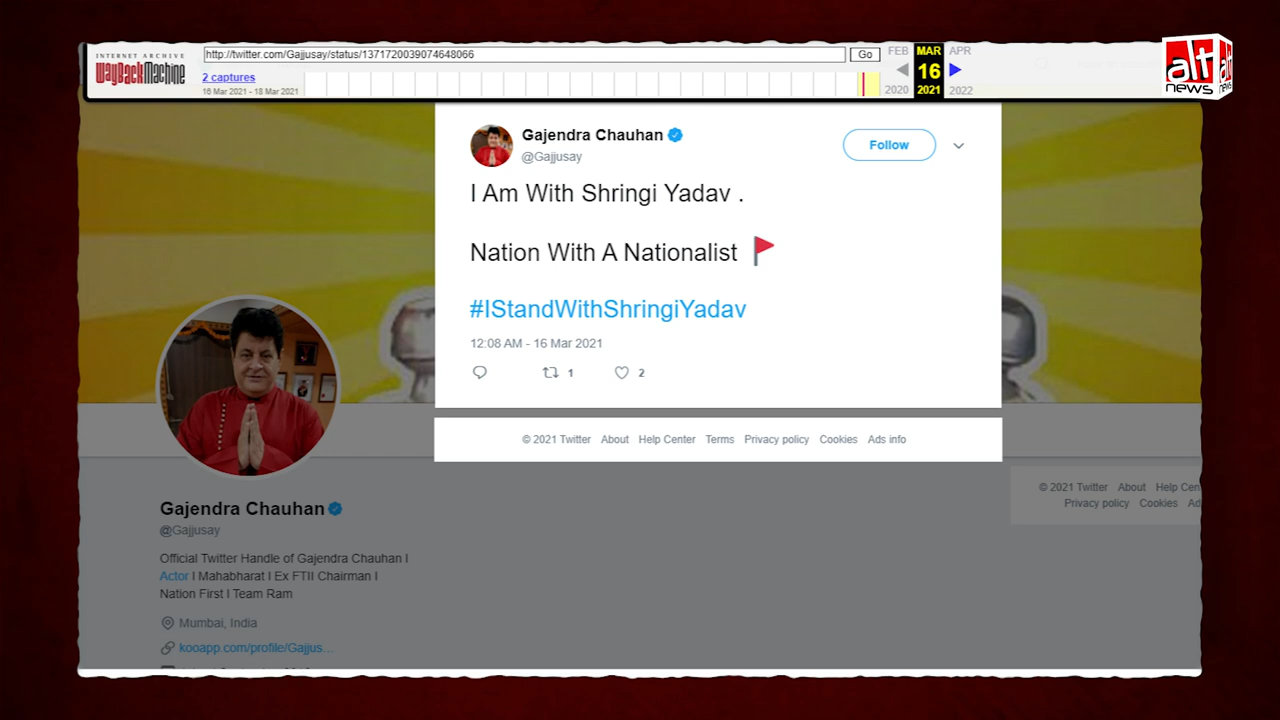 INTERNET ARCHIVE
WayBackMachine
http://twitter.com/Gajjusay/status/1371720039074648066
Go
FEB
MAR
APR
2 captures
16
16 Mar 2021 - 18 Mar 2021
2020
2021
2022
alt
news
alt
news
Gajendra Chauhan
@Gajjusay
Follow
I Am With Shringi Yadav .
Nation With A Nationalist
#IStandWithShringiYadav
12:08 AM - 16 Mar 2021
1
2
© 2021 Twitter About Help Center Terms Privacy policy Cookies Ads info
Gajendra Chauhan
@Gajjusay
Official Twitter Handle of Gajendra Chauhan I
Actor I Mahabharat I Ex FTII Chairman I
Nation First I Team Ram
Mumbai, India
kooapp.com/profile/Gajjus...
© 2021 Twitter About Help Cen
Privacy policy Cookies Ad